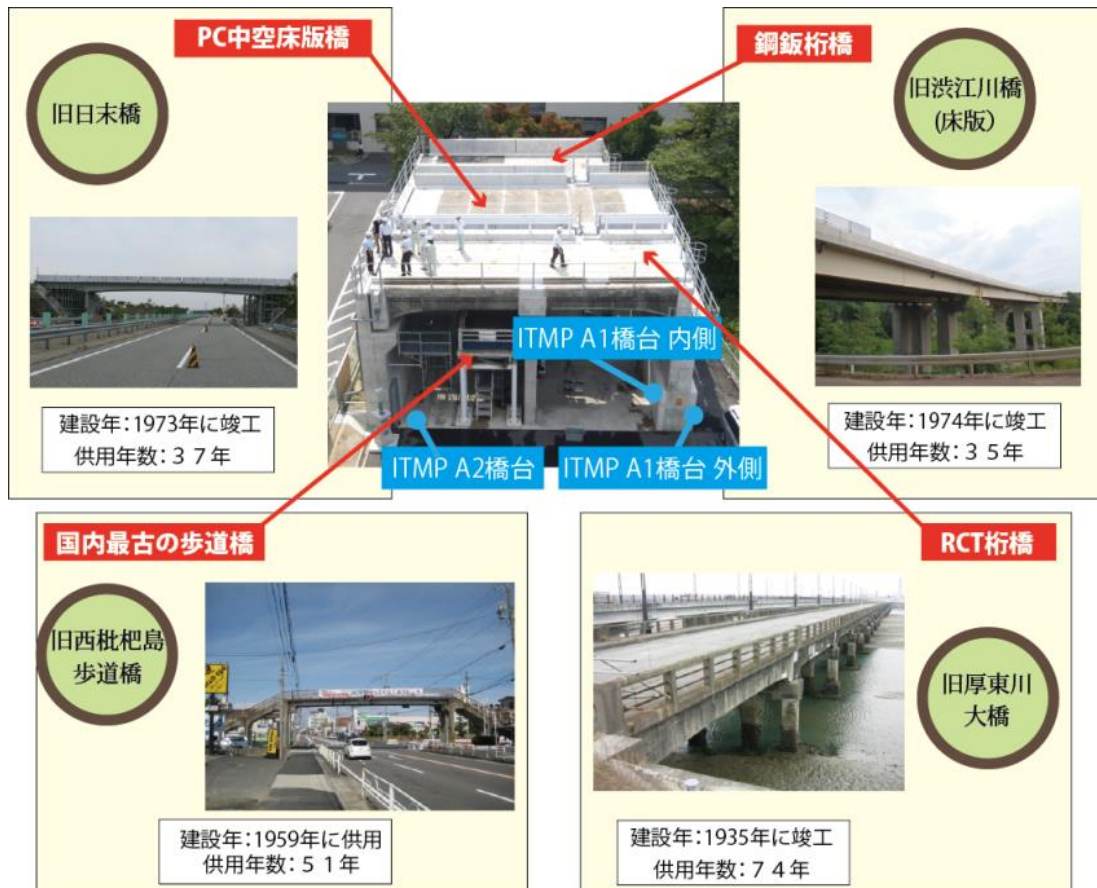 PC中空床版橋
旧日末橋
建設年：1973年に竣工
供用年数：３７年
鋼鈑桁橋
旧渋江川橋
(床版)
建設年：1974年に竣工
供用年数：３５年
ITMP A1橋台 内側
ITMP A2橋台
ITMP A1橋台 外側
国内最古の歩道橋
旧西枇杷島
歩道橋
建設年：1959年に供用
供用年数：５１年
RCT桁橋
旧厚東川
大橋
建設年：1935年に竣工
供用年数：７４年